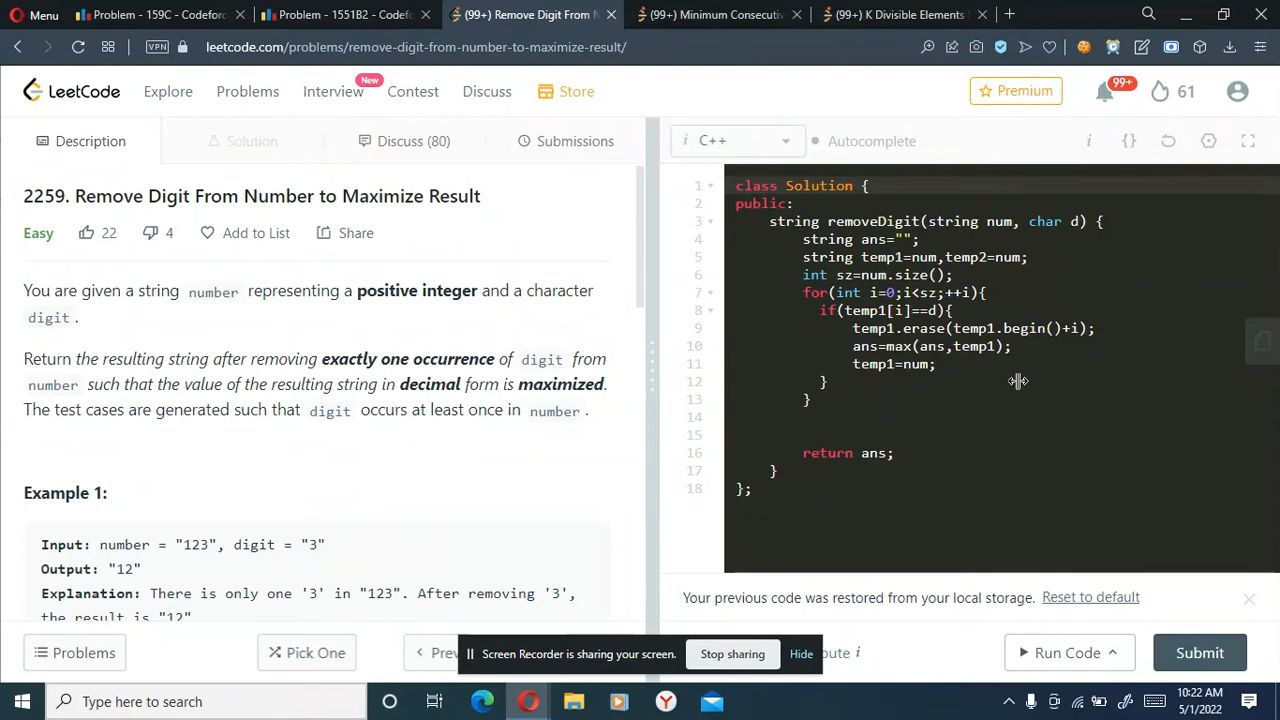 Menu
Problem - 159C - Codeforc
Problem - 1551B2 - Codef
(99+) Remove Digit From N
(99+) Minimum Consecutiv
(99+) K Divisible Elements S
VPN
leetcode.com/problems/remove-digit-from-number-to-maximize-result/
LeetCode
Explore
Problems
Interview
New
Contest
Discuss
Store
Premium
99+
61
Description
Solution
Discuss (80)
Submissions
i C++
Autocomplete
i {}
2259. Remove Digit From Number to Maximize Result
Easy
22
4
Add to List
Share
You are given a string number representing a positive integer and a character
digit.
Return the resulting string after removing exactly one occurrence of digit from
number such that the value of the resulting string in decimal form is maximized.
The test cases are generated such that digit occurs at least once in number.
Example 1:
Input: number = "123", digit = "3"
Output: "12"
Explanation: There is only one '3' in "123". After removing '3',
the result is "12".
1 class Solution {
2 public:
3 string removeDigit(string num, char d) {
4 string ans="";
5 string temp1=num,temp2=num;
6 int sz=num.size();
7 for(int i=0;i<sz;++i){
8 if(temp1[i]==d){
9 temp1.erase(temp1.begin()+i);
10 ans=max(ans,temp1);
11 temp1=num;
12 }
13 }
14
15
16 return ans;
17 }
18 };
Your previous code was restored from your local storage. Reset to default
Problems
Pick One
Prev
Screen Recorder is sharing your screen.
Stop sharing
Hide
i
Run Code
Submit
Type here to search
10:22 AM
5/1/2022